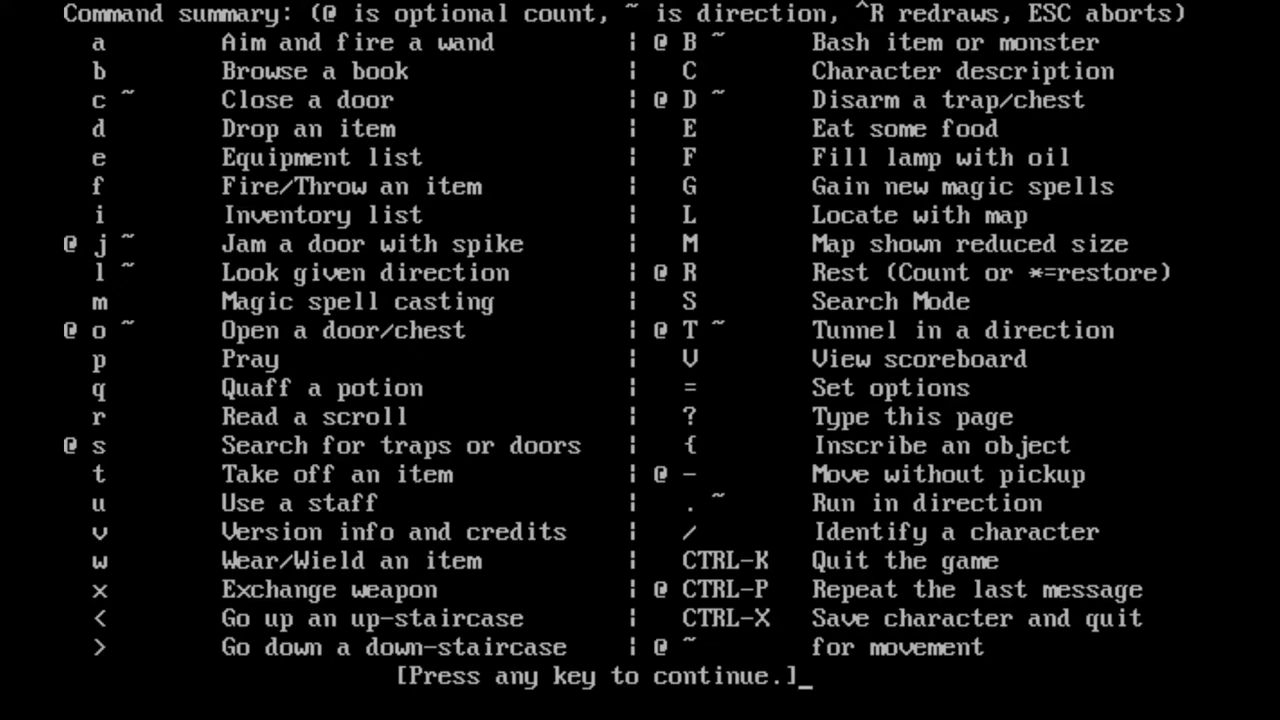 Command summary: (@ is optional count, ~ is direction, ^R redraws, ESC aborts)
  a       Aim and fire a wand          | @ B ~    Bash item or monster
  b       Browse a book                |   C      Character description
  c ~     Close a door                 | @ D ~    Disarm a trap/chest
  d       Drop an item                 |   E      Eat some food
  e       Equipment list               |   F      Fill lamp with oil
  f       Fire/Throw an item           |   G      Gain new magic spells
  i       Inventory list               |   L      Locate with map
@ j ~     Jam a door with spike        |   M      Map shown reduced size
  l ~     Look given direction         | @ R      Rest (Count or *=restore)
  m       Magic spell casting          |   S      Search Mode
@ o ~     Open a door/chest            | @ T ~    Tunnel in a direction
  p       Pray                         |   V      View scoreboard
  q       Quaff a potion               |   =      Set options
  r       Read a scroll                |   ?      Type this page
@ s       Search for traps or doors    |   {      Inscribe an object
  t       Take off an item             | @ -      Move without pickup
  u       Use a staff                  |   . ~    Run in direction
  v       Version info and credits     |   /      Identify a character
  w       Wear/Wield an item           |   CTRL-K Quit the game
  x       Exchange weapon              | @ CTRL-P Repeat the last message
  <       Go up an up-staircase        |   CTRL-X Save character and quit
  >       Go down a down-staircase     | @ ~      for movement
[Press any key to continue.]_